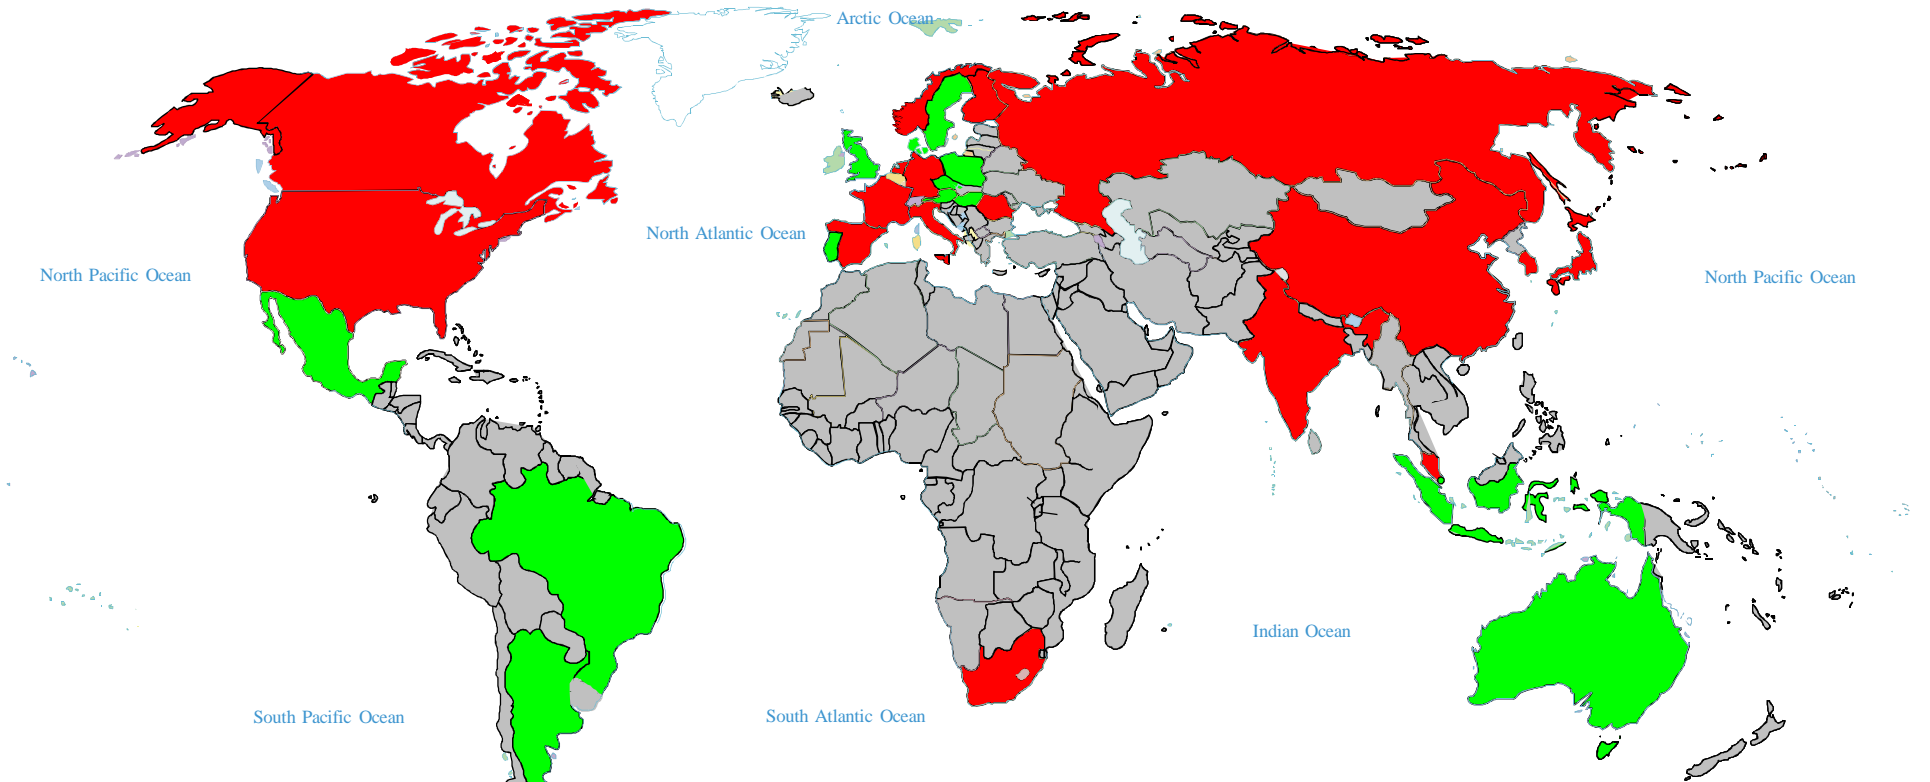 Arctic Ocean
North Atlantic Ocean
North Pacific Ocean
North Pacific Ocean
Indian Ocean
South Pacific Ocean
South Atlantic Ocean